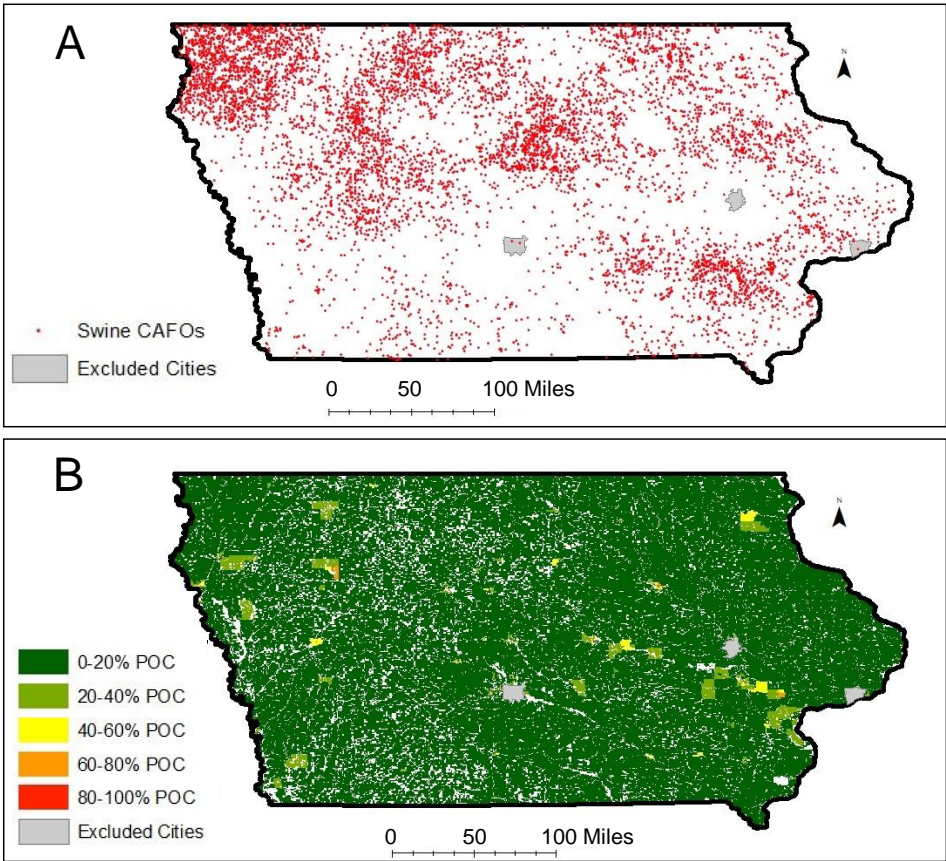 A
N
Swine CAFOs
Excluded Cities
0 50 100 Miles
B
N
0-20% POC
20-40% POC
40-60% POC
60-80% POC
80-100% POC
Excluded Cities
0 50 100 Miles